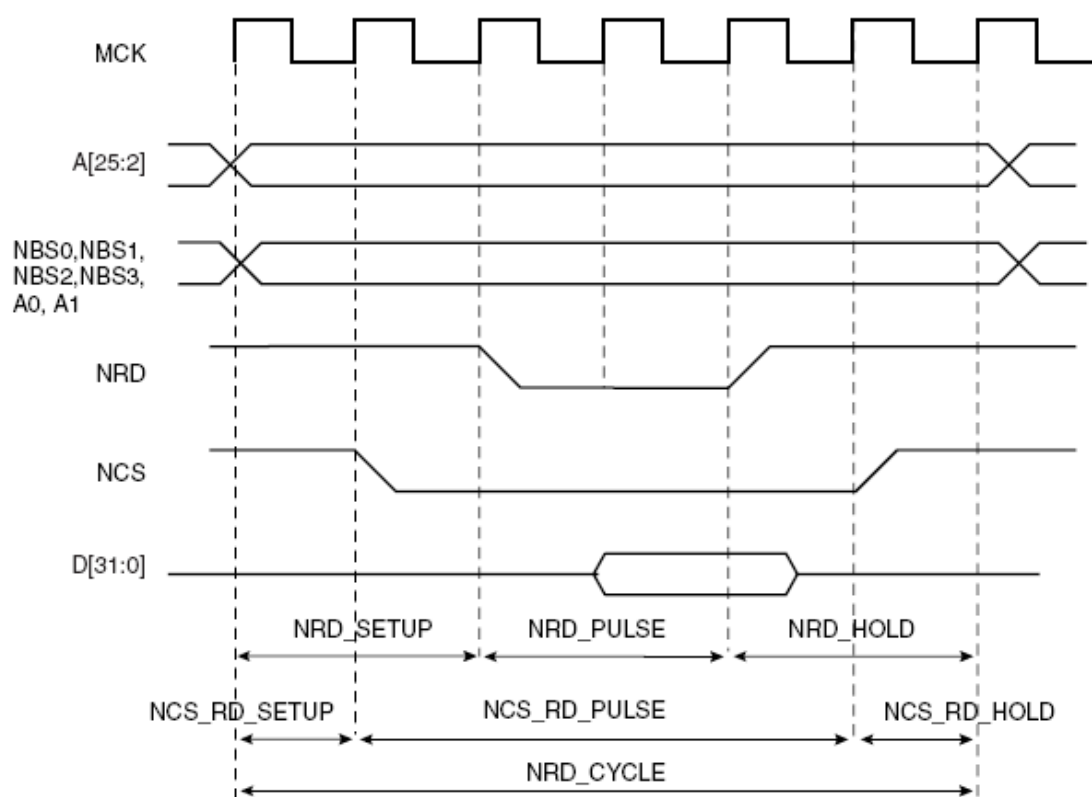 MCK
A[25:2]
NBS0,NBS1,
NBS2,NBS3,
A0, A1
NRD
NCS
D[31:0]
NRD_SETUP NRD_PULSE NRD_HOLD
NCS_RD_SETUP NCS_RD_PULSE NCS_RD_HOLD
NRD_CYCLE